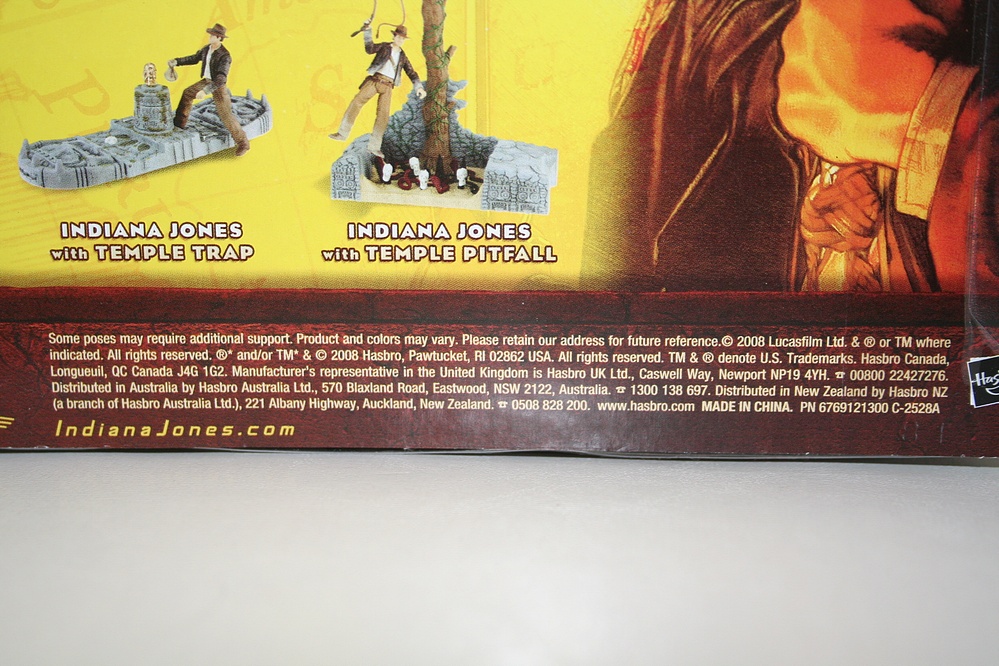 INDIANA JONES
with TEMPLE TRAP
INDIANA JONES
with TEMPLE PITFALL
Some poses may require additional support. Product and colors may vary. Please retain our address for future reference.© 2008 Lucasfilm Ltd. & ® or TM where
indicated. All rights reserved. ®* and/or TM* & © 2008 Hasbro, Pawtucket, RI 02862 USA. All rights reserved. TM & ® denote U.S. Trademarks. Hasbro Canada,
Longueuil, QC Canada J4G 1G2. Manufacturer's representative in the United Kingdom is Hasbro UK Ltd., Caswell Way, Newport NP19 4YH. ☎ 00800 22427276.
Distributed in Australia by Hasbro Australia Ltd., 570 Blaxland Road, Eastwood, NSW 2122, Australia. ☎ 1300 138 697. Distributed in New Zealand by Hasbro NZ
(a branch of Hasbro Australia Ltd.), 221 Albany Highway, Auckland, New Zealand. ☎ 0508 828 200. www.hasbro.com MADE IN CHINA. PN 6769121300 C-2528A
IndianaJones.com